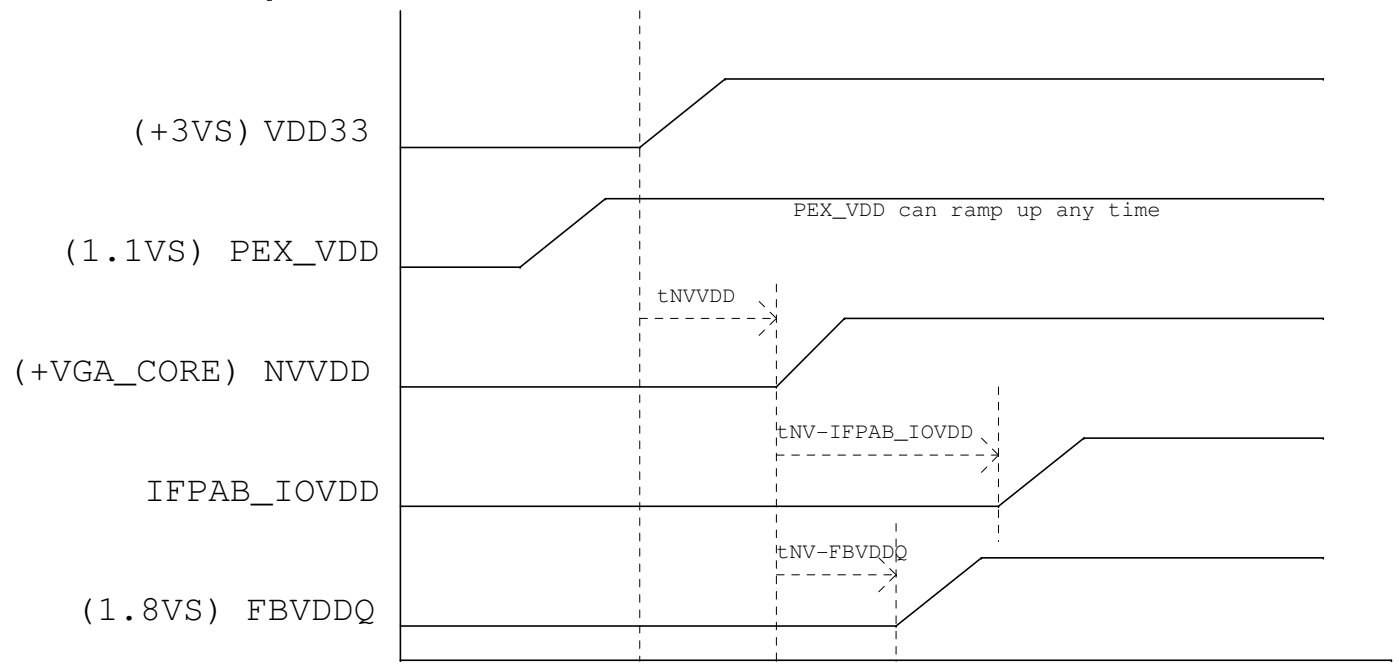 (+3VS) VDD33
PEX_VDD can ramp up any time
(1.1VS) PEX_VDD
tNVVDD
(+VGA_CORE) NVVDD
tNV-IFPAB_IOVDD
IFPAB_IOVDD
tNV-FBVDDQ
(1.8VS) FBVDDQ